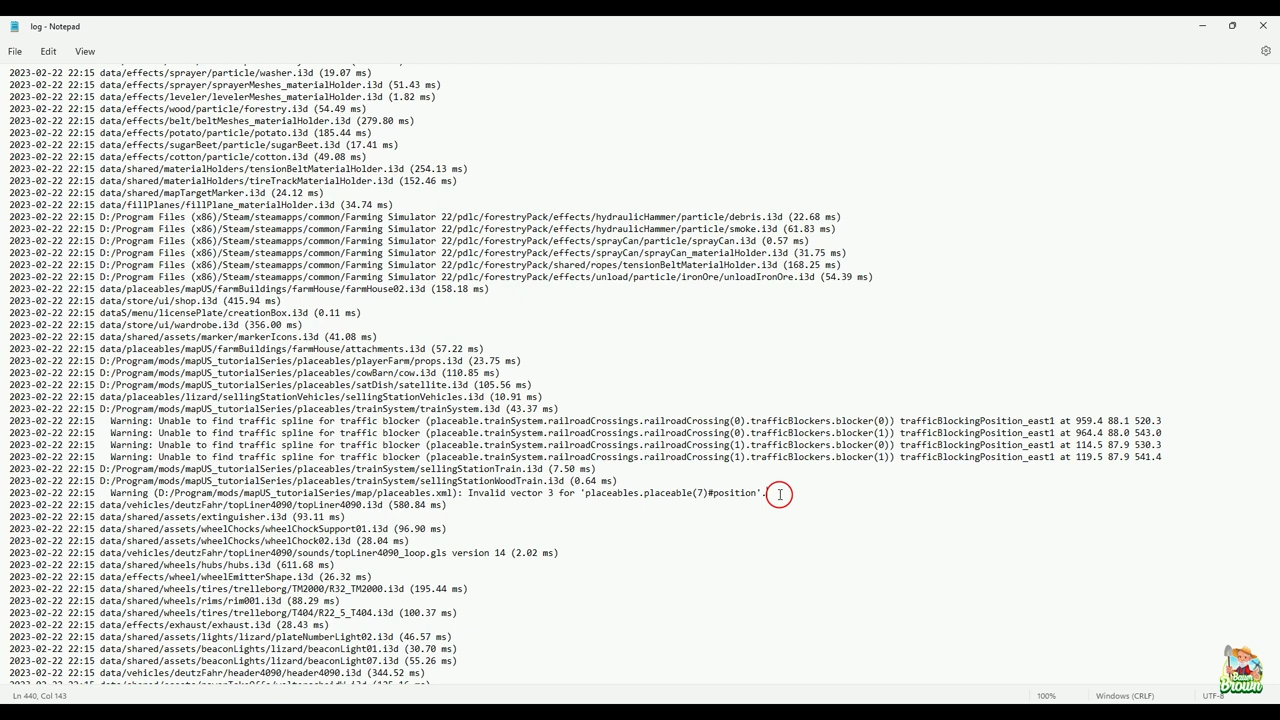 log - Notepad
File Edit View
2023-02-22 22:15 data/effects/sprayer/particle/washer.i3d (19.07 ms)
2023-02-22 22:15 data/effects/sprayer/sprayerMeshes_materialHolder.i3d (51.43 ms)
2023-02-22 22:15 data/effects/leveler/levelerMeshes_materialHolder.i3d (1.82 ms)
2023-02-22 22:15 data/effects/wood/particle/forestry.i3d (54.49 ms)
2023-02-22 22:15 data/effects/belt/beltMeshes_materialHolder.i3d (279.80 ms)
2023-02-22 22:15 data/effects/potato/particle/potato.i3d (185.44 ms)
2023-02-22 22:15 data/effects/sugarBeet/particle/sugarBeet.i3d (17.41 ms)
2023-02-22 22:15 data/effects/cotton/particle/cotton.i3d (49.08 ms)
2023-02-22 22:15 data/shared/materialHolders/tensionBeltMaterialHolder.i3d (254.13 ms)
2023-02-22 22:15 data/shared/materialHolders/tireTrackMaterialHolder.i3d (152.46 ms)
2023-02-22 22:15 data/shared/mapTargetMarker.i3d (24.12 ms)
2023-02-22 22:15 data/fillPlanes/fillPlane_materialHolder.i3d (34.74 ms)
2023-02-22 22:15 D:/Program Files (x86)/Steam/steamapps/common/Farming Simulator 22/pdlc/forestryPack/effects/hydraulicHammer/particle/debris.i3d (22.68 ms)
2023-02-22 22:15 D:/Program Files (x86)/Steam/steamapps/common/Farming Simulator 22/pdlc/forestryPack/effects/hydraulicHammer/particle/smoke.i3d (61.83 ms)
2023-02-22 22:15 D:/Program Files (x86)/Steam/steamapps/common/Farming Simulator 22/pdlc/forestryPack/effects/sprayCan/particle/sprayCan.i3d (0.57 ms)
2023-02-22 22:15 D:/Program Files (x86)/Steam/steamapps/common/Farming Simulator 22/pdlc/forestryPack/effects/sprayCan/sprayCan_materialHolder.i3d (31.75 ms)
2023-02-22 22:15 D:/Program Files (x86)/Steam/steamapps/common/Farming Simulator 22/pdlc/forestryPack/shared/ropes/tensionBeltMaterialHolder.i3d (168.25 ms)
2023-02-22 22:15 D:/Program Files (x86)/Steam/steamapps/common/Farming Simulator 22/pdlc/forestryPack/effects/unload/particle/ironOre/unloadIronOre.i3d (54.39 ms)
2023-02-22 22:15 data/placeables/mapUS/farmBuildings/farmHouse/farmHouse02.i3d (158.18 ms)
2023-02-22 22:15 data/store/ui/shop.i3d (415.94 ms)
2023-02-22 22:15 dataS/menu/licensePlate/creationBox.i3d (0.11 ms)
2023-02-22 22:15 data/store/ui/wardrobe.i3d (356.00 ms)
2023-02-22 22:15 data/shared/assets/marker/markerIcons.i3d (41.08 ms)
2023-02-22 22:15 data/placeables/mapUS/farmBuildings/farmHouse/attachments.i3d (57.22 ms)
2023-02-22 22:15 D:/Program/mods/mapUS_tutorialSeries/placeables/playerFarm/props.i3d (23.75 ms)
2023-02-22 22:15 D:/Program/mods/mapUS_tutorialSeries/placeables/cowBarn/cow.i3d (110.85 ms)
2023-02-22 22:15 D:/Program/mods/mapUS_tutorialSeries/placeables/satDish/satellite.i3d (105.56 ms)
2023-02-22 22:15 data/placeables/lizard/sellingStationVehicles/sellingStationVehicles.i3d (10.91 ms)
2023-02-22 22:15 D:/Program/mods/mapUS_tutorialSeries/placeables/trainSystem/trainSystem.i3d (43.37 ms)
2023-02-22 22:15 Warning: Unable to find traffic spline for traffic blocker (placeable.trainSystem.railroadCrossings.railroadCrossing(0).trafficBlockers.blocker(0)) trafficBlockingPosition_east1 at 959.4 88.1 520.3
2023-02-22 22:15 Warning: Unable to find traffic spline for traffic blocker (placeable.trainSystem.railroadCrossings.railroadCrossing(0).trafficBlockers.blocker(1)) trafficBlockingPosition_east1 at 964.4 88.0 543.0
2023-02-22 22:15 Warning: Unable to find traffic spline for traffic blocker (placeable.trainSystem.railroadCrossings.railroadCrossing(1).trafficBlockers.blocker(0)) trafficBlockingPosition_east1 at 114.5 87.9 530.3
2023-02-22 22:15 Warning: Unable to find traffic spline for traffic blocker (placeable.trainSystem.railroadCrossings.railroadCrossing(1).trafficBlockers.blocker(1)) trafficBlockingPosition_east1 at 119.5 87.9 541.4
2023-02-22 22:15 D:/Program/mods/mapUS_tutorialSeries/placeables/trainSystem/sellingStationTrain.i3d (7.50 ms)
2023-02-22 22:15 D:/Program/mods/mapUS_tutorialSeries/placeables/trainSystem/sellingStationWoodTrain.i3d (0.64 ms)
2023-02-22 22:15 Warning (D:/Program/mods/mapUS_tutorialSeries/map/placeables.xml): Invalid vector 3 for 'placeables.placeable(7)#position'.
2023-02-22 22:15 data/vehicles/deutzFahr/topLiner4090/topLiner4090.i3d (580.84 ms)
2023-02-22 22:15 data/shared/assets/extinguisher.i3d (93.11 ms)
2023-02-22 22:15 data/shared/assets/wheelChocks/wheelChockSupport01.i3d (96.90 ms)
2023-02-22 22:15 data/shared/assets/wheelChocks/wheelChock02.i3d (28.04 ms)
2023-02-22 22:15 data/vehicles/deutzFahr/topLiner4090/sounds/topLiner4090_loop.gls version 14 (2.02 ms)
2023-02-22 22:15 data/shared/wheels/hubs/hubs.i3d (611.68 ms)
2023-02-22 22:15 data/effects/wheel/wheelEmitterShape.i3d (26.32 ms)
2023-02-22 22:15 data/shared/wheels/tires/trelleborg/TM2000/R32_TM2000.i3d (195.44 ms)
2023-02-22 22:15 data/shared/wheels/rims/rim001.i3d (88.29 ms)
2023-02-22 22:15 data/shared/wheels/tires/trelleborg/T404/R22_5_T404.i3d (100.37 ms)
2023-02-22 22:15 data/effects/exhaust/exhaust.i3d (28.43 ms)
2023-02-22 22:15 data/shared/assets/lights/lizard/plateNumberLight02.i3d (46.57 ms)
2023-02-22 22:15 data/shared/assets/beaconLights/lizard/beaconLight01.i3d (30.70 ms)
2023-02-22 22:15 data/shared/assets/beaconLights/lizard/beaconLight07.i3d (55.26 ms)
2023-02-22 22:15 data/vehicles/deutzFahr/header4090/header4090.i3d (344.52 ms)
Ln 440, Col 143
100%
Windows (CRLF)
UTF-8
Brown